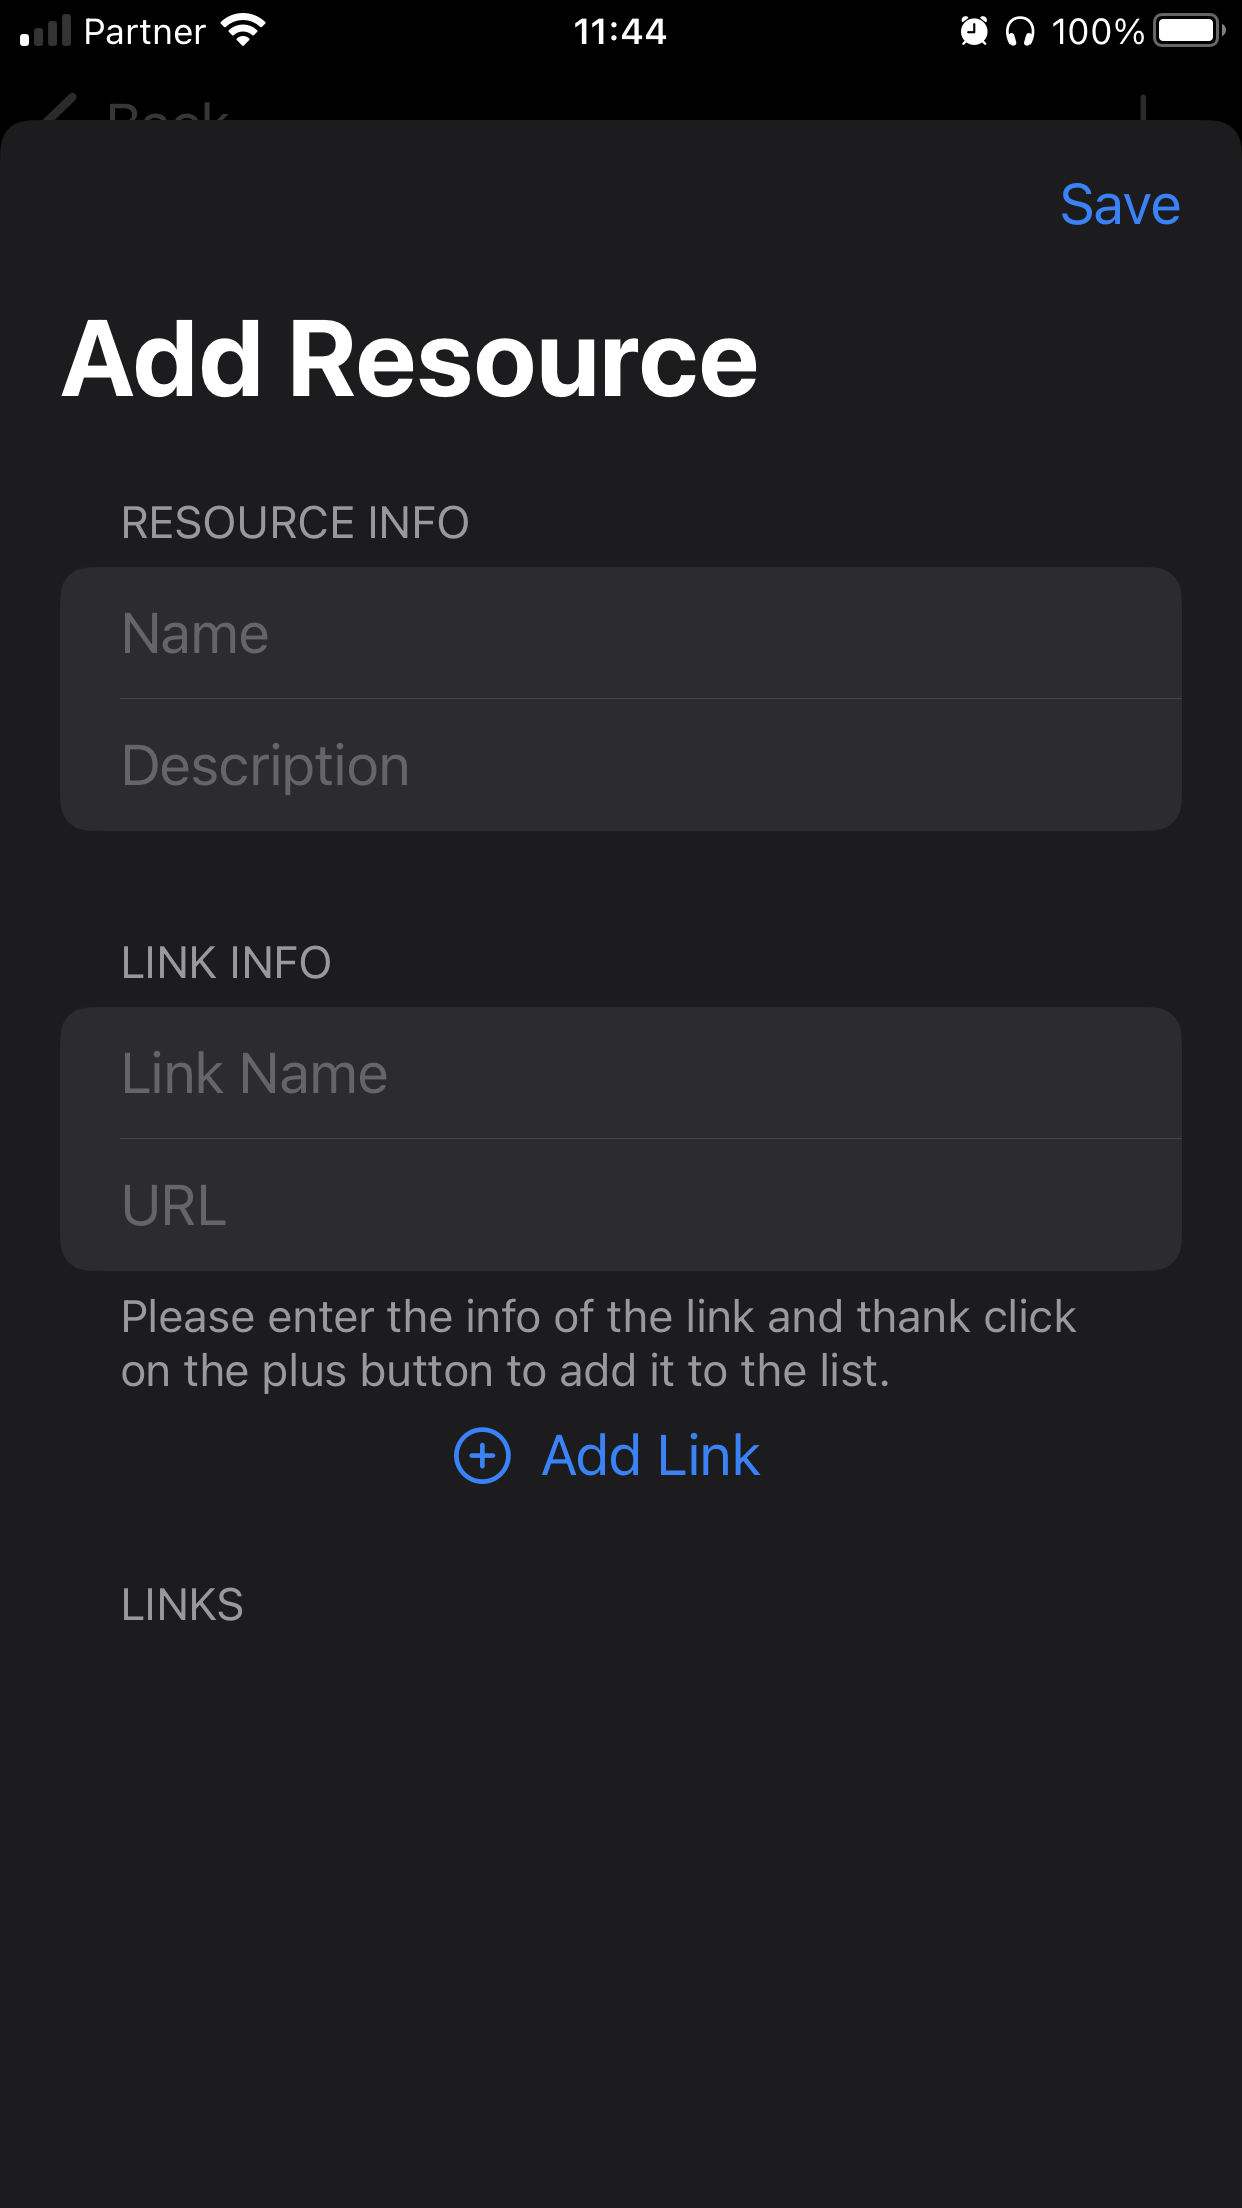 Partner 11:44 100%
Back
Save
Add Resource
RESOURCE INFO
Name
Description
LINK INFO
Link Name
URL
Please enter the info of the link and thank click
on the plus button to add it to the list.
Add Link
LINKS